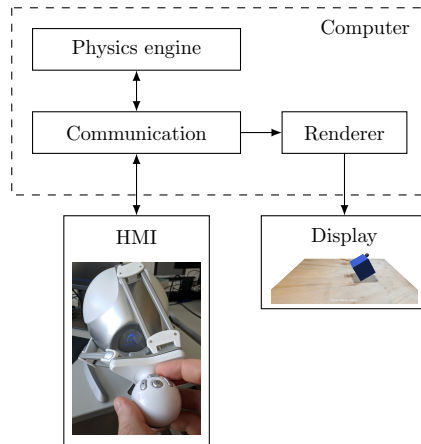 Computer
Physics engine
Communication
Renderer
HMI
Display